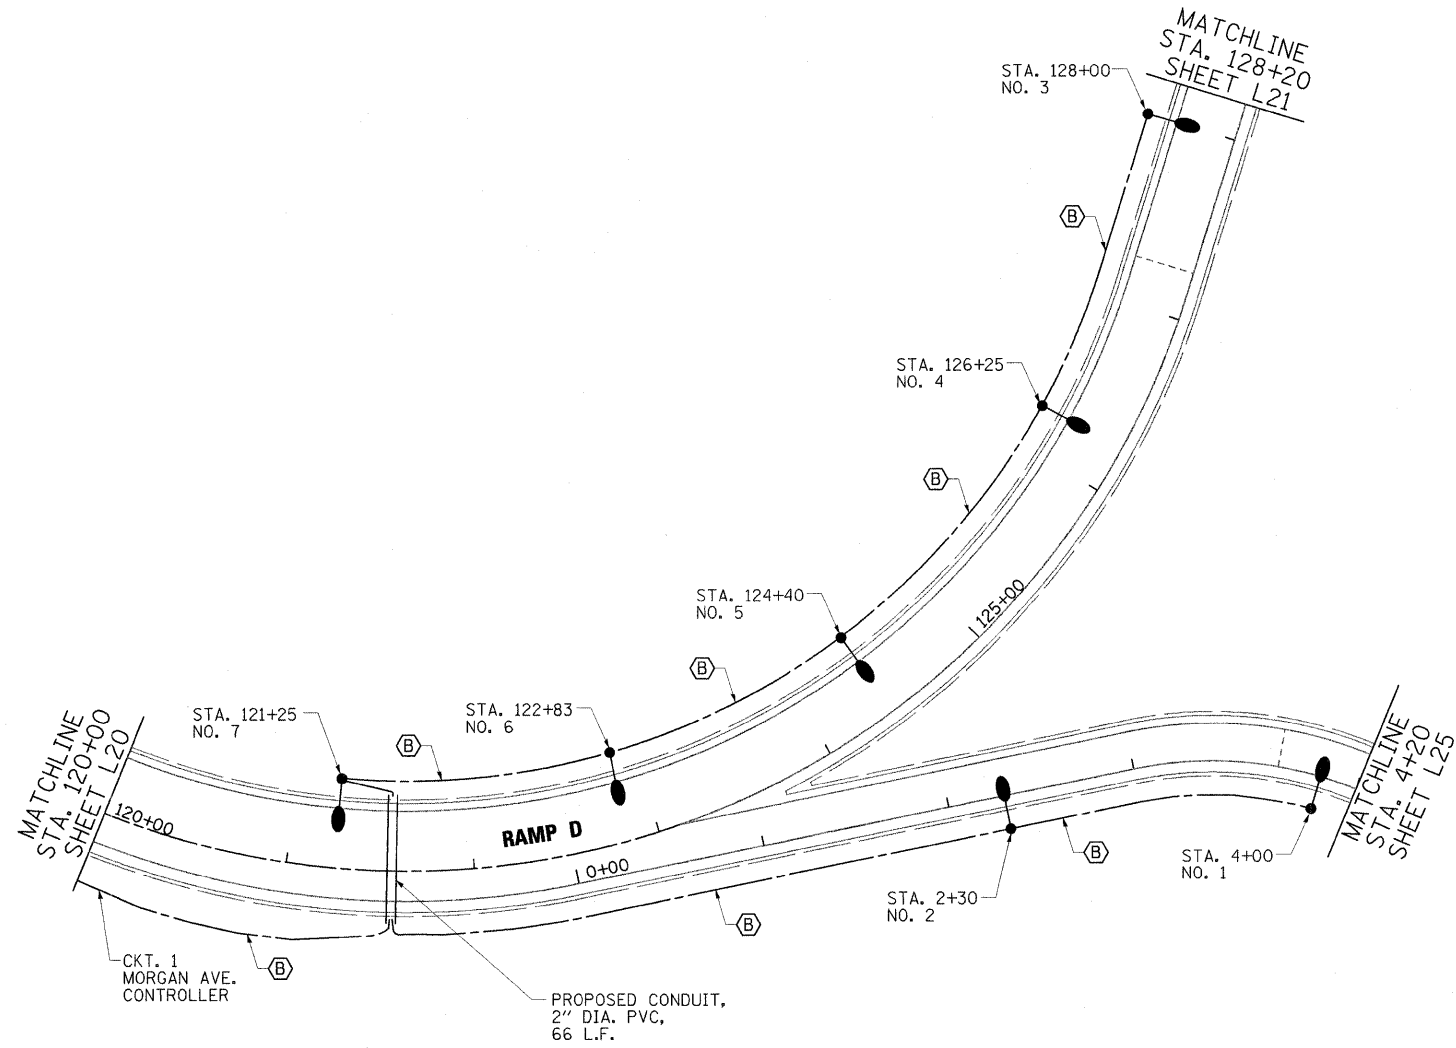 MATCHLINE
STA. 128+20
SHEET L21
STA. 128+00
NO. 3
B
STA. 126+25
NO. 4
B
STA. 124+40
NO. 5
125+00
B
STA. 122+83
NO. 6
STA. 121+25
NO. 7
B
MATCHLINE
STA. 120+00
SHEET L20
120+00
RAMP D
0+00
MATCHLINE
STA. 4+20
SHEET L25
B
STA. 4+00
NO. 1
STA. 2+30
NO. 2
B
B
CKT. 1
MORGAN AVE.
CONTROLLER
PROPOSED CONDUIT,
2" DIA. PVC,
66 L.F.